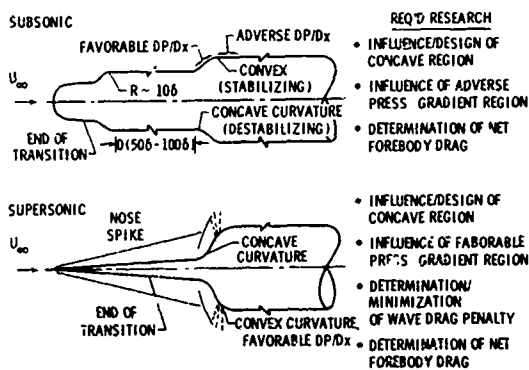 SUBSONIC
FAVORABLE DP/Dx
ADVERSE DP/Dx
U∞
R ~ 10δ
CONVEX
(STABILIZING)
CONCAVE CURVATURE
(DESTABILIZING)
END OF
TRANSITION
O(50δ - 100δ)
REQ'D RESEARCH
• INFLUENCE/DESIGN OF
CONCAVE REGION
• INFLUENCE OF ADVERSE
PRESS GRADIENT REGION
• DETERMINATION OF NET
FOREBODY DRAG
SUPERSONIC
U∞
NOSE
SPIKE
CONCAVE
CURVATURE
END OF
TRANSITION
CONVEX CURVATURE,
FAVORABLE DP/Dx
• INFLUENCE/DESIGN OF
CONCAVE REGION
• INFLUENCE OF FABORABLE
PRESS GRADIENT REGION
• DETERMINATION/
MINIMIZATION
OF WAVE DRAG PENALTY
• DETERMINATION OF NET
FOREBODY DRAG